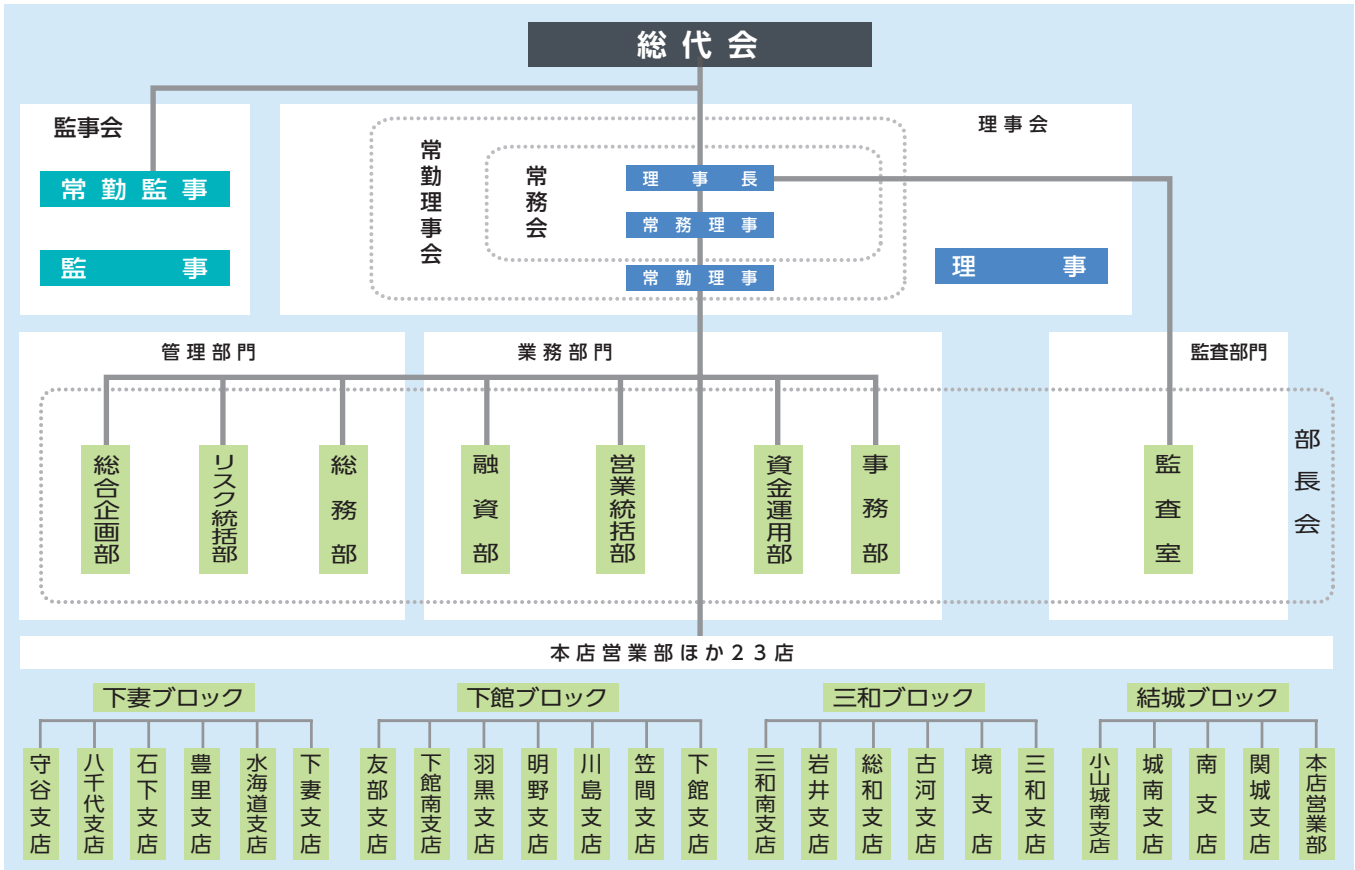 総代会
監事会
常勤監事
監事
理事会
常勤理事会
常務会
理事長
常務理事
常勤理事
理事
管理部門
業務部門
監査部門
総合企画部
リスク統括部
総務部
融資部
営業統括部
資金運用部
事務部
監査室
部長会
本店営業部ほか23店
下妻ブロック
下館ブロック
三和ブロック
結城ブロック
守谷支店
八千代支店
石下支店
豊里支店
水海道支店
下妻支店
友部支店
下館南支店
羽黒支店
明野支店
川島支店
笠間支店
下館支店
三和南支店
岩井支店
総和支店
古河支店
境支店
三和支店
小山城南支店
城南支店
南支店
関城支店
本店営業部